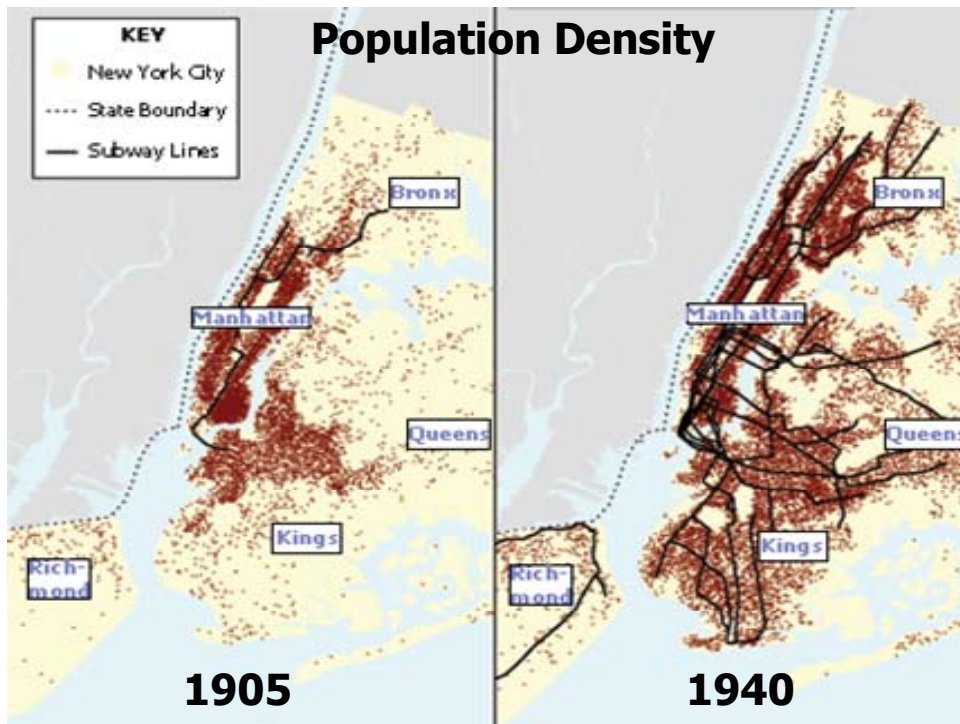 Population Density
KEY
New York City
State Boundary
Subway Lines
Bronx
Manhattan
Queens
Kings
Rich-
mond
1905
Bronx
Manhattan
Queens
Kings
Rich-
mond
1940